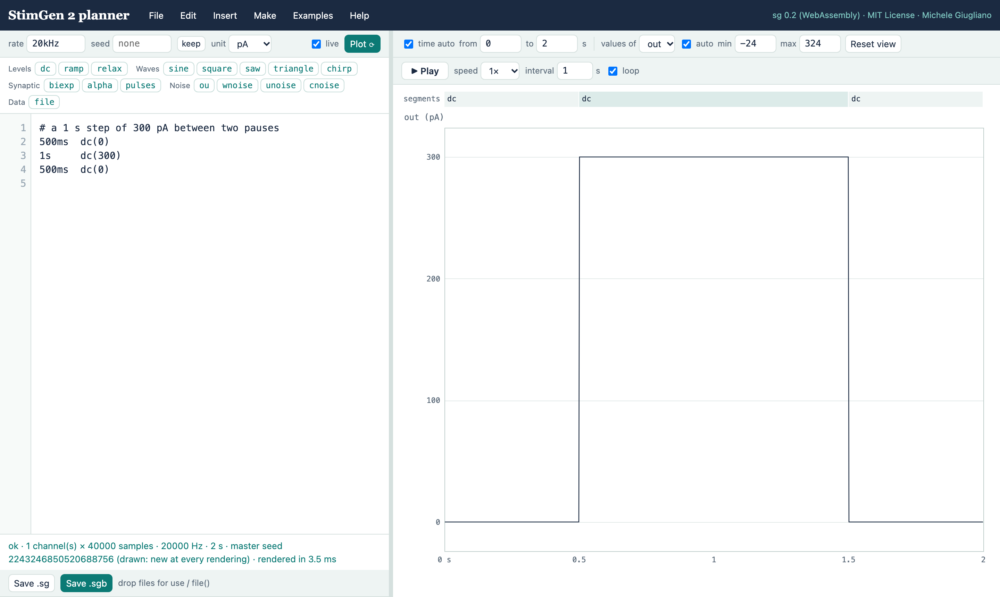 StimGen 2 planner File Edit Insert Make Examples Help sg 0.2 (WebAssembly) · MIT License · Michele Giugliano
rate 20kHz seed none keep unit pA live Plot ⟳
Levels dc ramp relax Waves sine square saw triangle chirp
Synaptic biexp alpha pulses Noise ou wnoise unoise cnoise
Data file
1 # a 1 s step of 300 pA between two pauses
2 500ms dc(0)
3 1s dc(300)
4 500ms dc(0)
5
ok · 1 channel(s) × 40000 samples · 20000 Hz · 2 s · master seed
2243246850520688756 (drawn: new at every rendering) · rendered in 3.5 ms
Save .sg Save .sgb drop files for use / file()
time auto from 0 to 2 s values of out auto min −24 max 324 Reset view
▶ Play speed 1× interval 1 s loop
segments dc dc dc
out (pA)
300
200
100
0
0 s 0.5 1 1.5 2